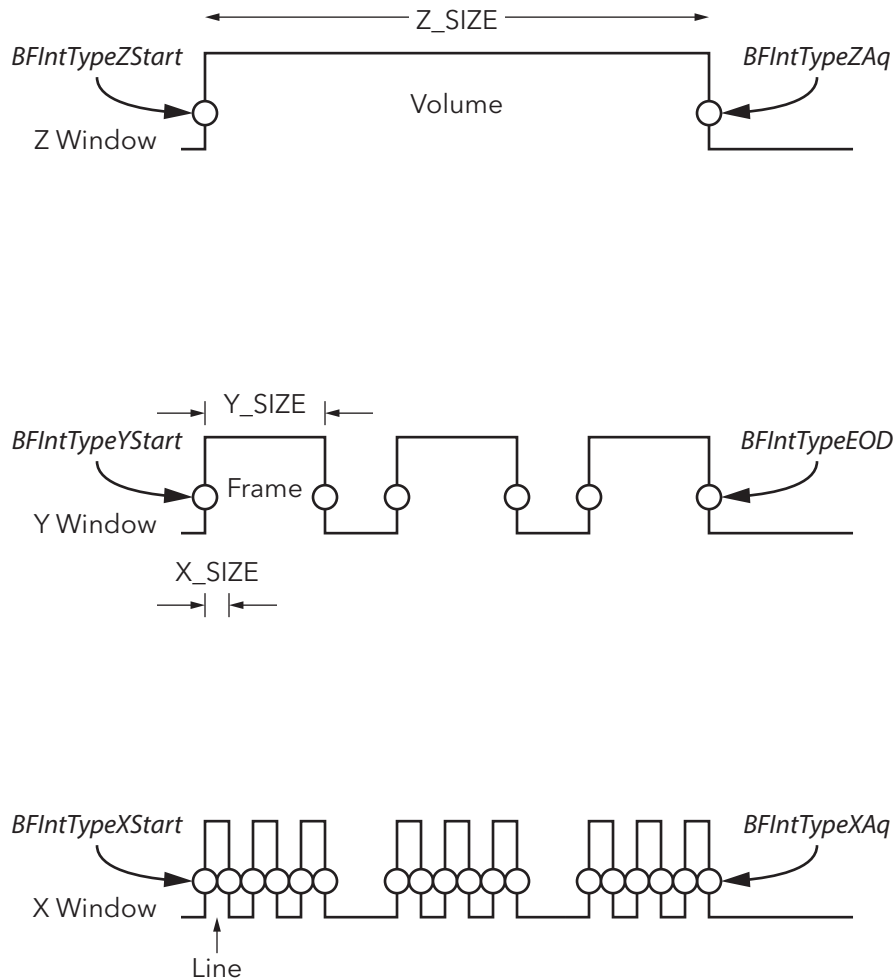 Z_SIZE
BFIntTypeZStart
BFIntTypeZAq
Volume
Z Window
Y_SIZE
BFIntTypeYStart
BFIntTypeEOD
Frame
Y Window
X_SIZE
BFIntTypeXStart
BFIntTypeXAq
X Window
Line